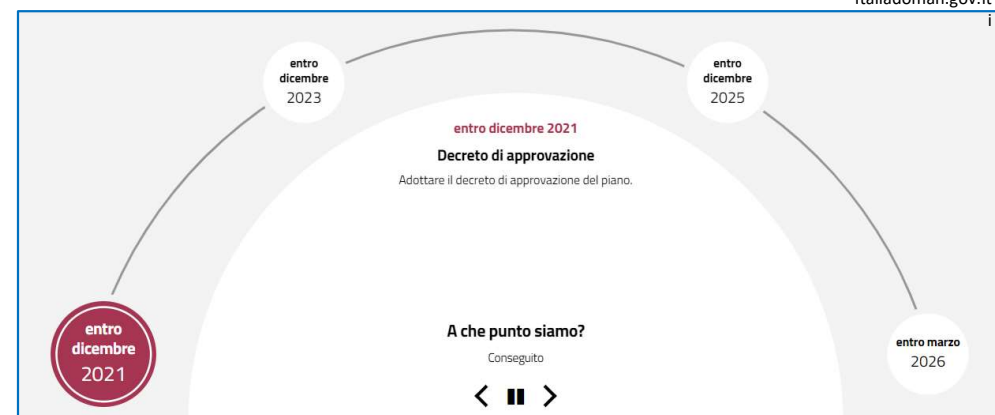 i
entro
dicembre
2023
entro
dicembre
2025
entro dicembre 2021
Decreto di approvazione
Adottare il decreto di approvazione del piano.
entro
dicembre
2021
A che punto siamo?
Conseguito
entro marzo
2026